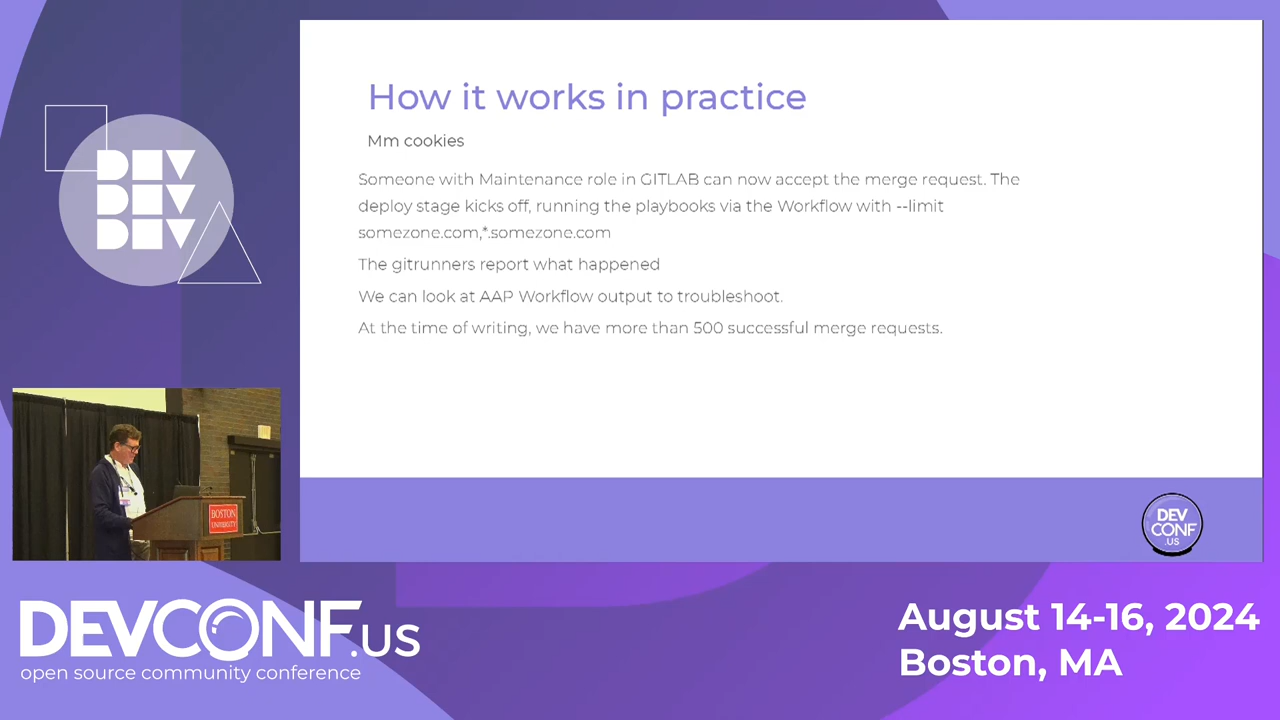 DEV
DEV
DEV
How it works in practice
Mm cookies
Someone with Maintenance role in GITLAB can now accept the merge request. The
deploy stage kicks off, running the playbooks via the Workflow with --limit
somezone.com,*.somezone.com
The gitrunners report what happened
We can look at AAP Workflow output to troubleshoot.
At the time of writing, we have more than 500 successful merge requests.
BOSTON
UNIVERSITY
DEV
CONF
.US
DEVCONF.US
open source community conference
August 14-16, 2024
Boston, MA